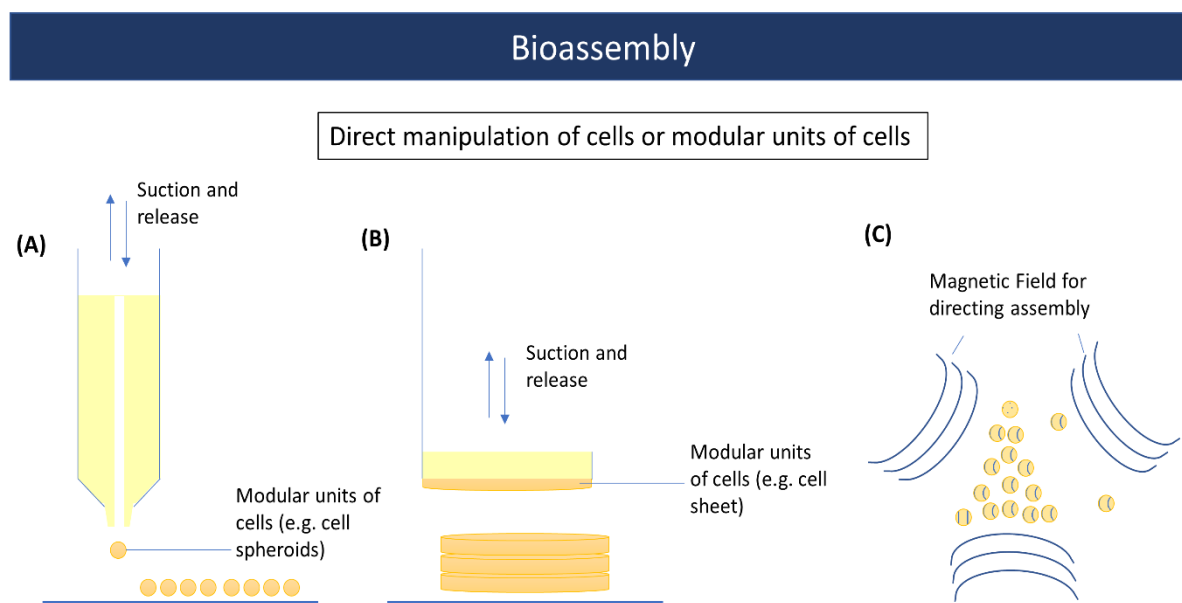 Bioassembly
Direct manipulation of cells or modular units of cells
Suction and
release
(A)
Modular units of
cells (e.g. cell
spheroids)
(B)
Suction and
release
Modular units
of cells (e.g. cell
sheet)
(C)
Magnetic Field for
directing assembly